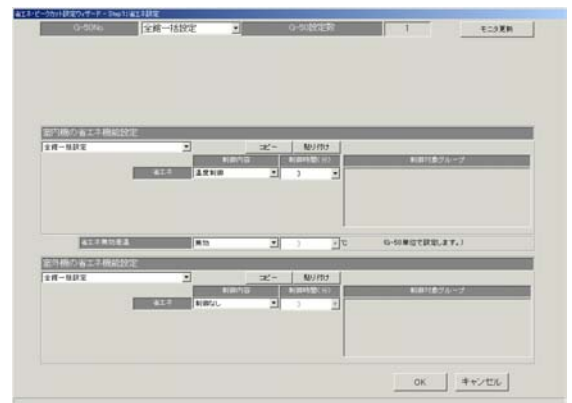 省エネ・ピークカット設定ウィザード - Step1:省エネ設定
G-50No. 全館一括設定 G-50設定数 1 モニタ更新
室内機の省エネ機能設定
全館一括設定 コピー 貼り付け
制御内容 制御時間(分) 制御対象グループ
省エネ 温度制御 3
省エネ無効差温 無効 3 ℃ (G-50単位で設定します。)
室外機の省エネ機能設定
全館一括設定 コピー 貼り付け
制御内容 制御時間(分) 制御対象グループ
省エネ 制御なし 3
OK キャンセル